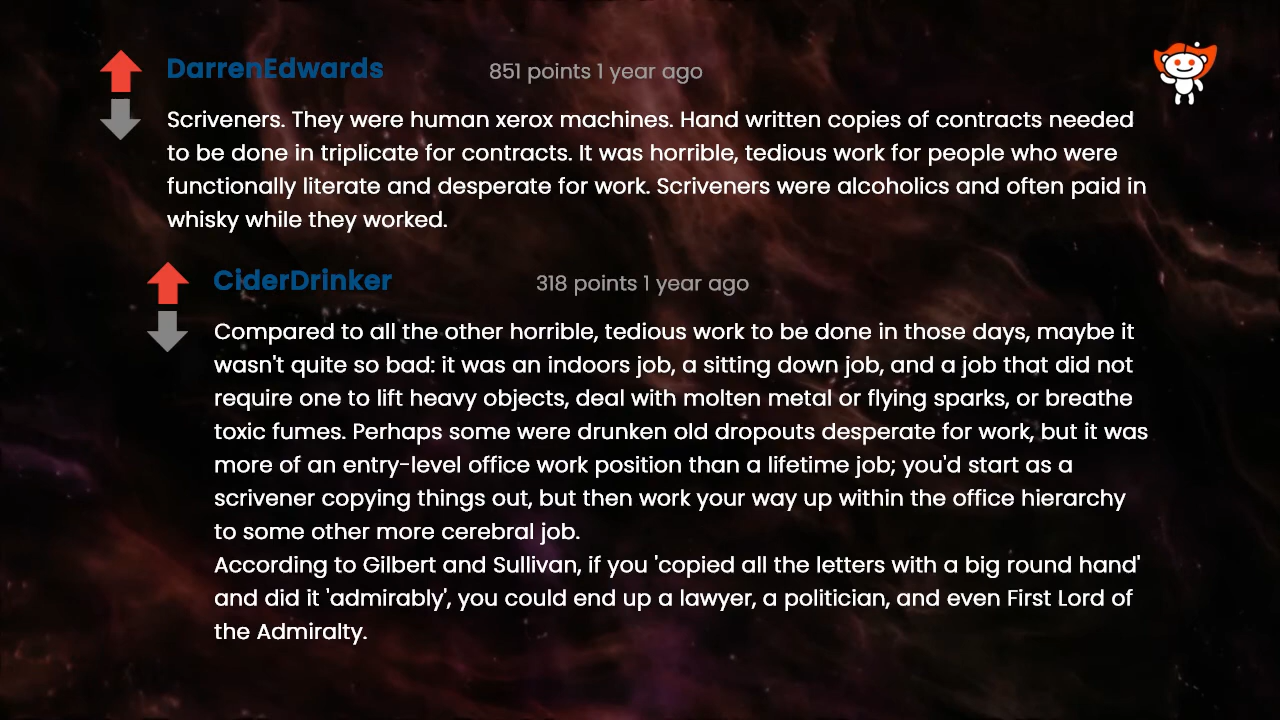 DarrenEdwards 851 points 1 year ago
Scriveners. They were human xerox machines. Hand written copies of contracts needed
to be done in triplicate for contracts. It was horrible, tedious work for people who were
functionally literate and desperate for work. Scriveners were alcoholics and often paid in
whisky while they worked.
CiderDrinker 318 points 1 year ago
Compared to all the other horrible, tedious work to be done in those days, maybe it
wasn't quite so bad: it was an indoors job, a sitting down job, and a job that did not
require one to lift heavy objects, deal with molten metal or flying sparks, or breathe
toxic fumes. Perhaps some were drunken old dropouts desperate for work, but it was
more of an entry-level office work position than a lifetime job; you'd start as a
scrivener copying things out, but then work your way up within the office hierarchy
to some other more cerebral job.
According to Gilbert and Sullivan, if you 'copied all the letters with a big round hand'
and did it 'admirably', you could end up a lawyer, a politician, and even First Lord of
the Admiralty.